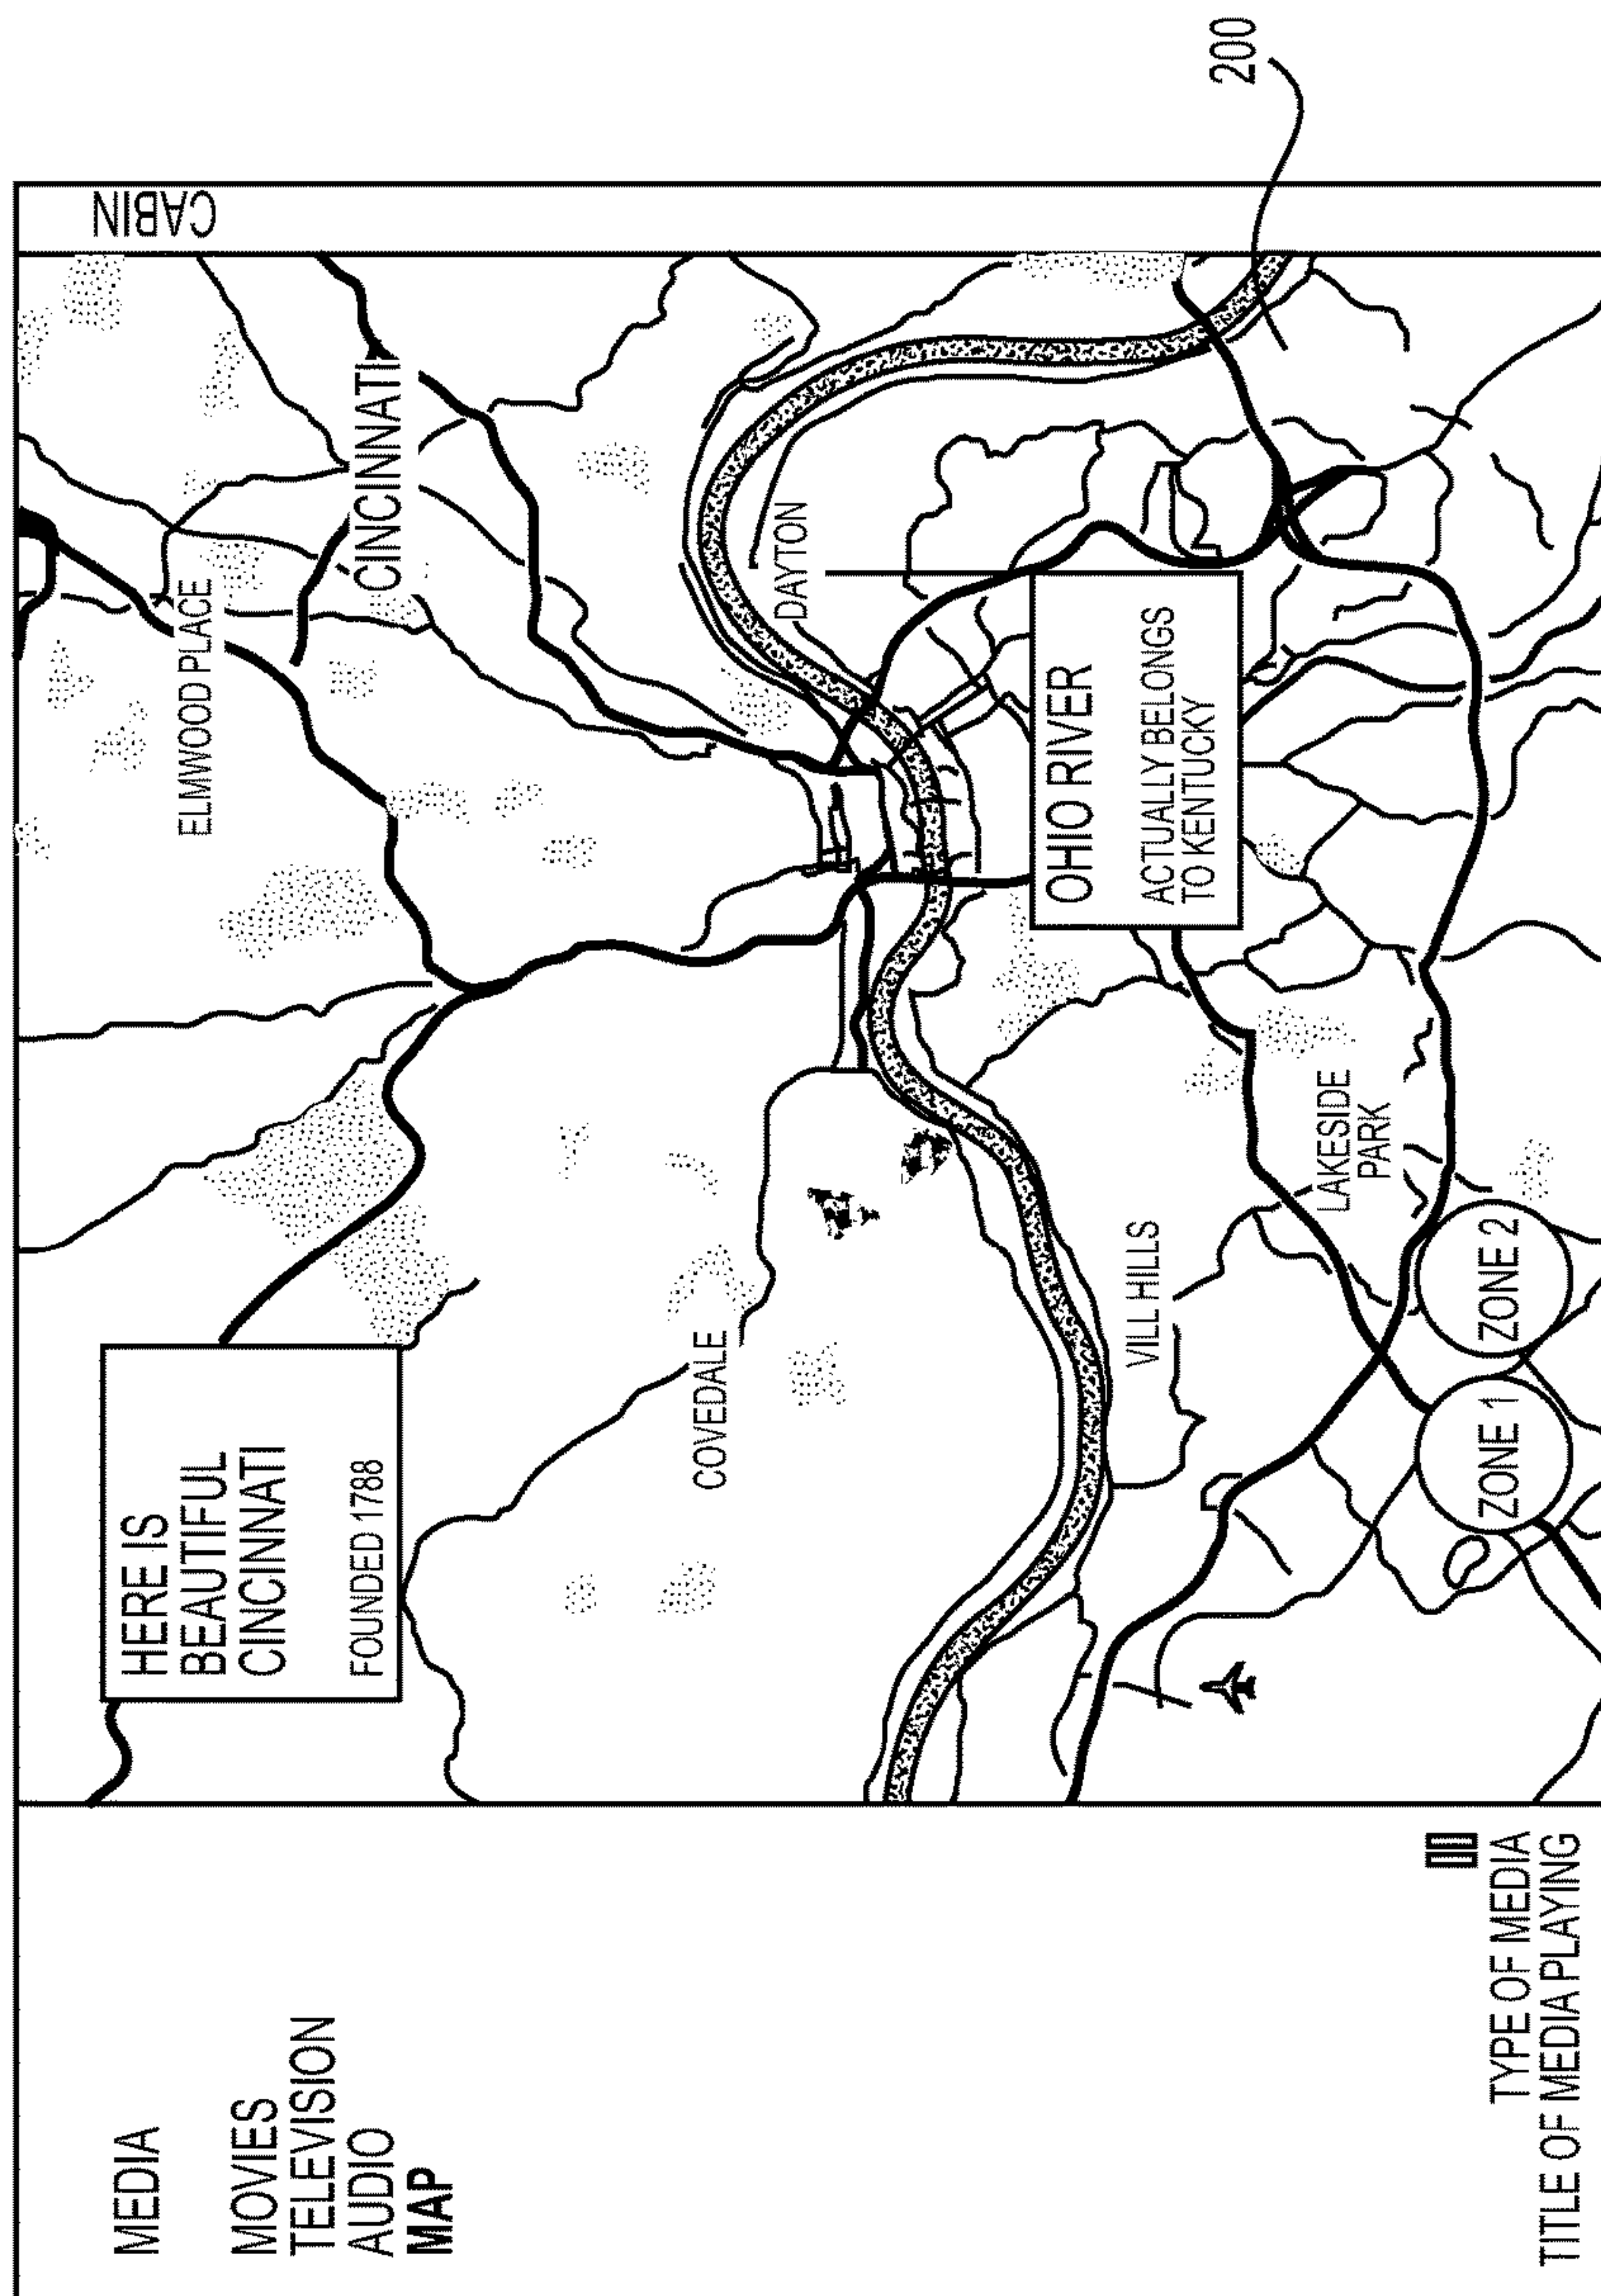 MEDIA
MOVIES
TELEVISION
AUDIO
MAP
TYPE OF MEDIA
TITLE OF MEDIA PLAYING
HERE IS
BEAUTIFUL
CINCINNATI
FOUNDED 1788
ELMWOOD PLACE
CINCINNATI
COVEDALE
DAYTON
OHIO RIVER
ACTUALLY BELONGS
TO KENTUCKY
VILL HILLS
LAKESIDE
PARK
ZONE 1
ZONE 2
CABIN
200